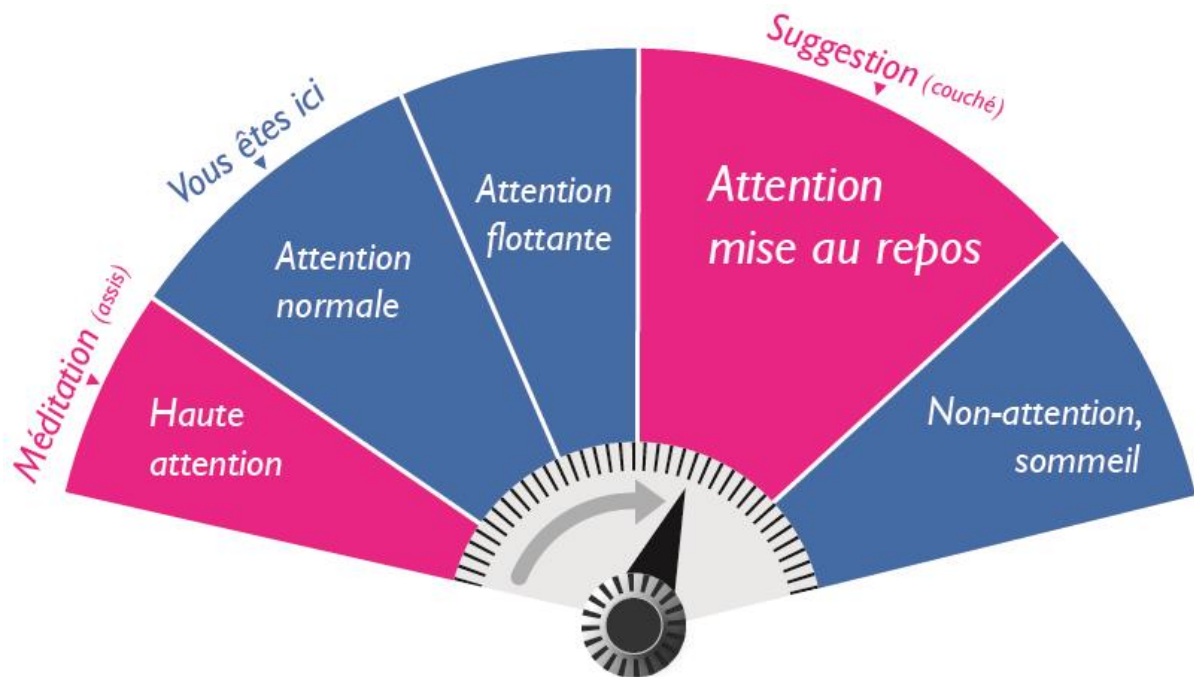 Méditation (assis)
Haute
attention
Vous êtes ici
Attention
normale
Attention
flottante
Suggestion (couché)
Attention
mise au repos
Non-attention,
sommeil